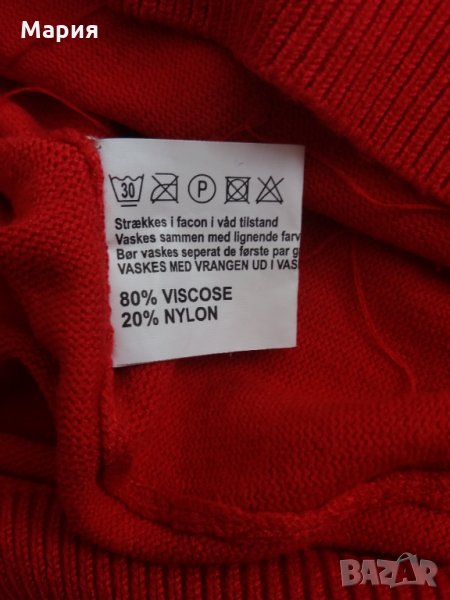 Мария
30 P
Strækkes i facon i våd tilstand
Vaskes sammen med lignende farv
Bør vaskes seperat de første par g
VASKES MED VRANGEN UD I VAS
80% VISCOSE
20% NYLON
BAZAR